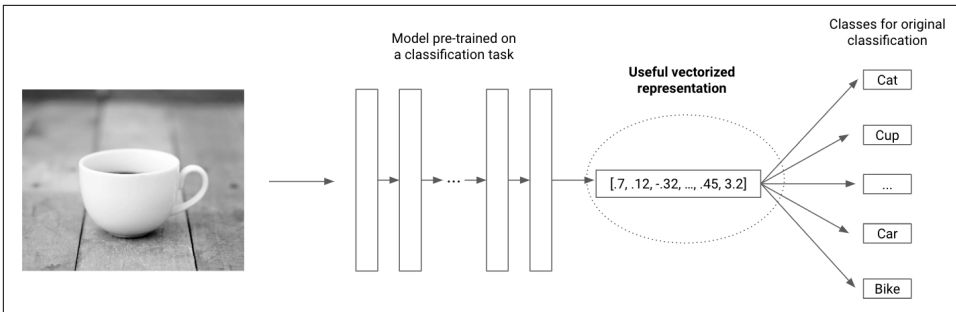 Model pre-trained on
a classification task
Useful vectorized
representation
Classes for original
classification
...
[.7, .12, -.32, ..., .45, 3.2]
Cat
Cup
...
Car
Bike